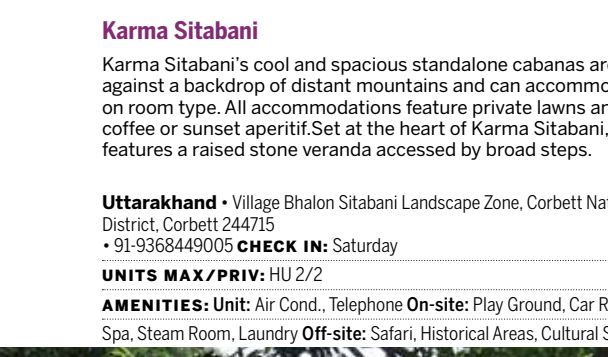 Karma Sitabani
Karma Sitabani's cool and spacious standalone cabanas
against a backdrop of distant mountains and can
on room type. All accommodations feature private lawns
coffee or sunset aperitif.Set at the heart of Karma Sitabani,
features a raised stone veranda accessed by broad steps.
Uttarakhand • Village Bhalon Sitabani Landscape Zone, Corbett
District, Corbett 244715
• 91-9368449005 CHECK IN: Saturday
UNITS MAX/PRIV: HU 2/2
AMENITIES: Unit: Air Cond., Telephone On-site: Play Ground, Car
Spa, Steam Room, Laundry Off-site: Safari, Historical Areas, Cultural